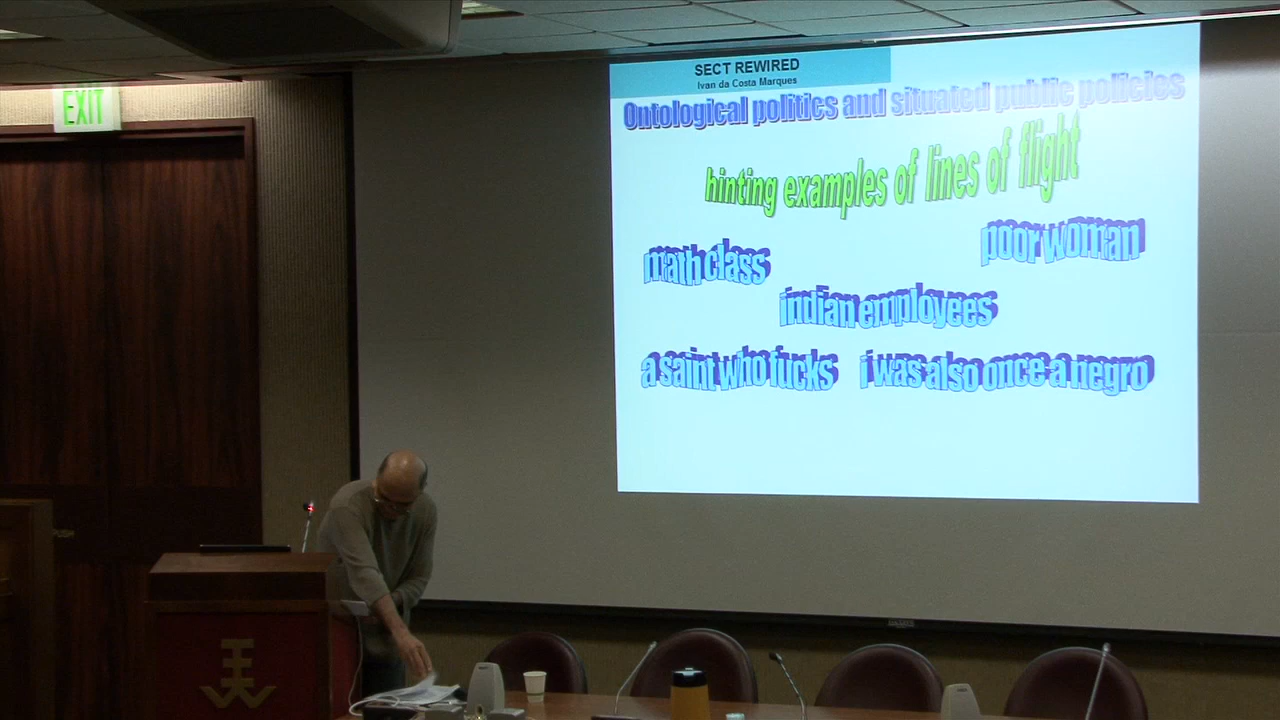 EXIT
SECT REWIRED
Ivan da Costa Marques
Ontological politics and situated public policies
hinting examples of lines of flight
poor woman
math class
indian employees
a saint who fucks
i was also once a negro